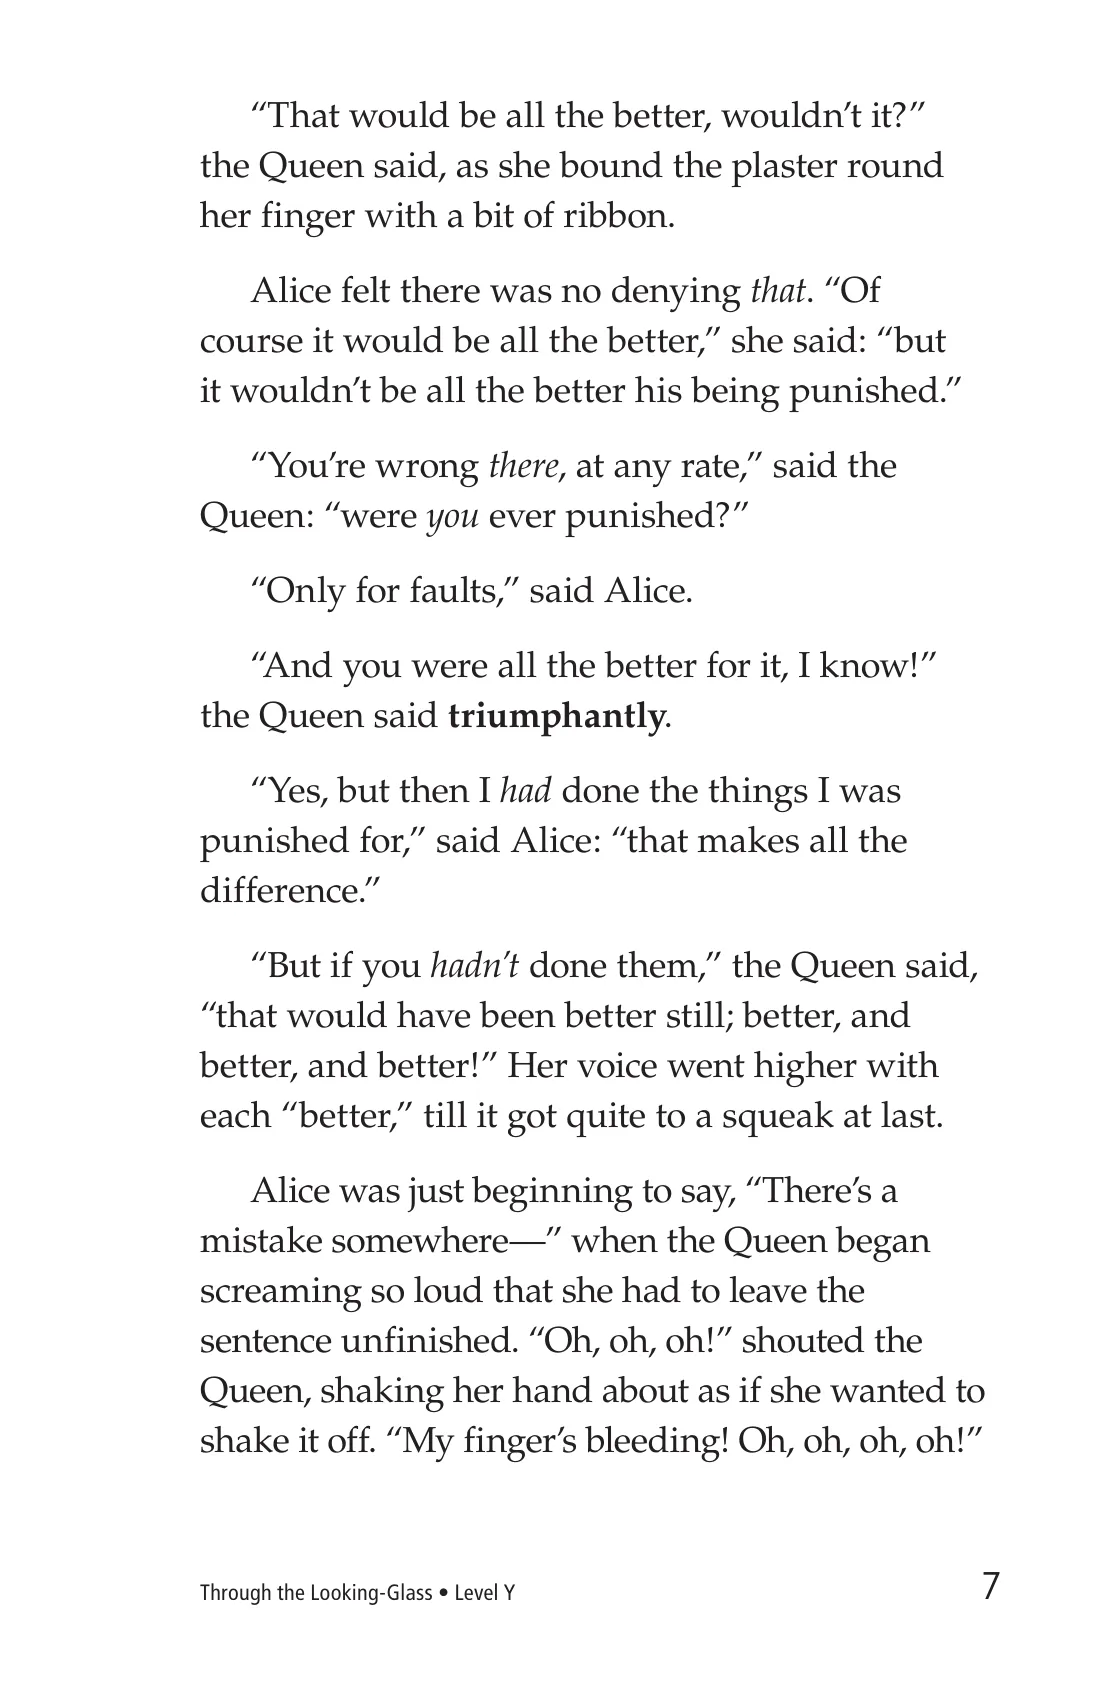 “That would be all the better, wouldn’t it?”
the Queen said, as she bound the plaster round
her finger with a bit of ribbon.
Alice felt there was no denying that. “Of
course it would be all the better,” she said: “but
it wouldn’t be all the better his being punished.”
“You’re wrong there, at any rate,” said the
Queen: “were you ever punished?”
“Only for faults,” said Alice.
“And you were all the better for it, I know!”
the Queen said triumphantly.
“Yes, but then I had done the things I was
punished for,” said Alice: “that makes all the
difference.”
“But if you hadn’t done them,” the Queen said,
“that would have been better still; better, and
better, and better!” Her voice went higher with
each “better,” till it got quite to a squeak at last.
Alice was just beginning to say, “There’s a
mistake somewhere—” when the Queen began
screaming so loud that she had to leave the
sentence unfinished. “Oh, oh, oh!” shouted the
Queen, shaking her hand about as if she wanted to
shake it off. “My finger’s bleeding! Oh, oh, oh, oh!”
Through the Looking-Glass • Level Y
7